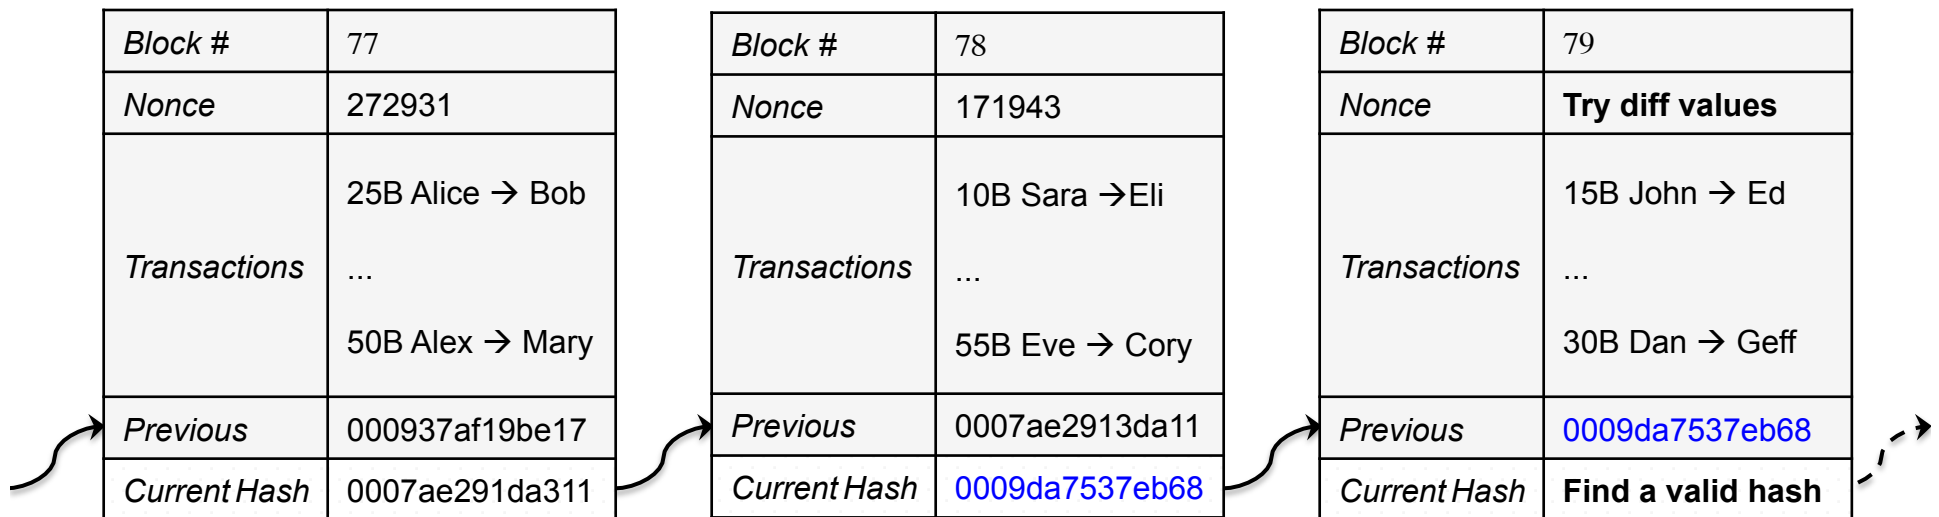 Block # 77
Nonce 272931
25B Alice → Bob
Transactions ...
50B Alex → Mary
Previous 000937af19be17
Current Hash 0007ae291da311
Block # 78
Nonce 171943
10B Sara →Eli
Transactions ...
55B Eve → Cory
Previous 0007ae2913da11
Current Hash 0009da7537eb68
Block # 79
Nonce Try diff values
15B John → Ed
Transactions ...
30B Dan → Geff
Previous 0009da7537eb68
Current Hash Find a valid hash